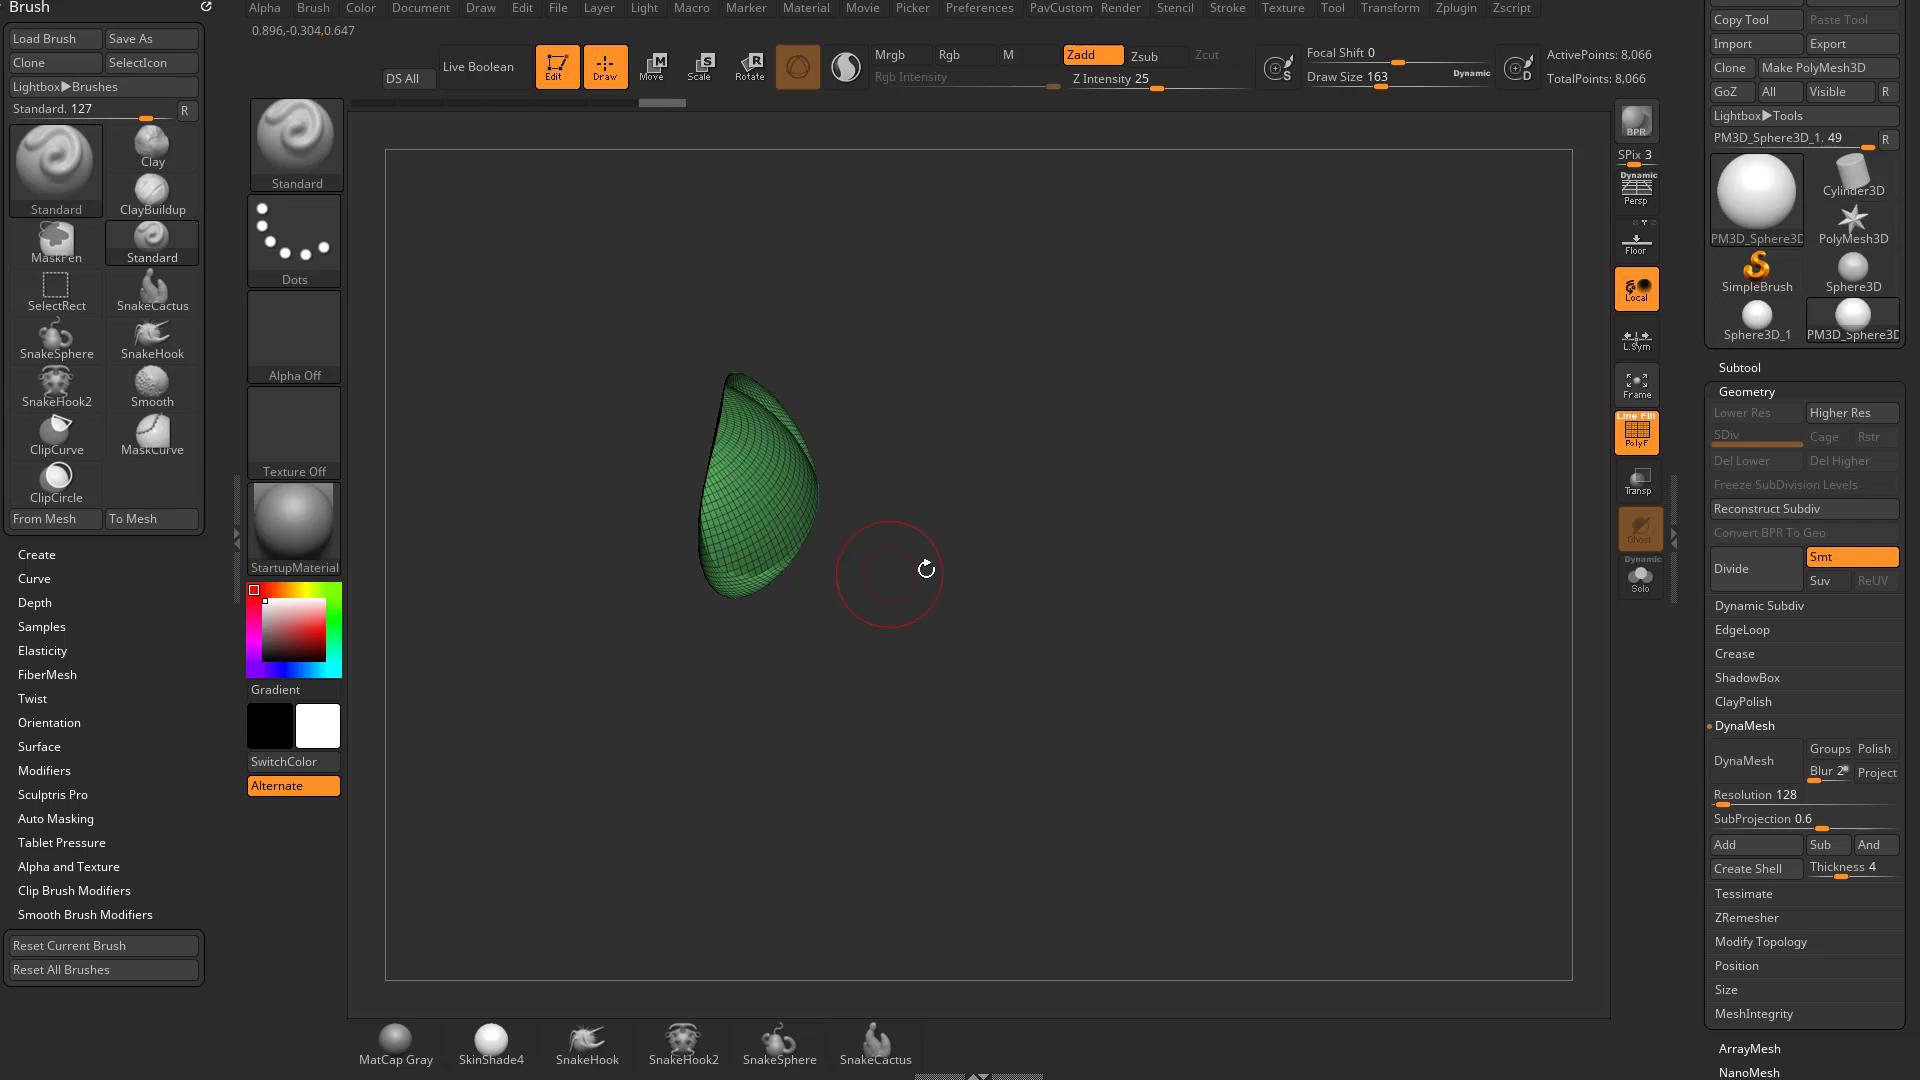 Brush
Alpha Brush Color Document Draw Edit File Layer Light Macro Marker Material Movie Picker Preferences PavCustom Render Stencil Stroke Texture Tool Transform Zplugin Zscript
0.896,-0.304,0.647
Load Brush Save As
Clone SelectIcon
Lightbox▶Brushes
Standard. 127 R
Standard
Clay
ClayBuildup
MaskPen Standard
SelectRect SnakeCactus
SnakeSphere SnakeHook
SnakeHook2 Smooth
ClipCurve MaskCurve
ClipCircle
From Mesh To Mesh
Create
Curve
Depth
Samples
Elasticity
FiberMesh
Twist
Orientation
Surface
Modifiers
Sculptris Pro
Auto Masking
Tablet Pressure
Alpha and Texture
Clip Brush Modifiers
Smooth Brush Modifiers
Reset Current Brush
Reset All Brushes
DS All
Live Boolean
Edit Draw Move Scale Rotate
Mrgb Rgb M
Rgb Intensity
Zadd Zsub Zcut
Z Intensity 25
S
Focal Shift 0
Draw Size 163 Dynamic
D
ActivePoints: 8,066
TotalPoints: 8,066
Standard
Dots
Alpha Off
Texture Off
StartupMaterial
Gradient
SwitchColor
Alternate
BPR
SPix 3
Dynamic
Persp
Floor
Local
L.Sym
Frame
Line Fill
PolyF
Transp
Ghost
Dynamic
Solo
MatCap Gray SkinShade4 SnakeHook SnakeHook2 SnakeSphere SnakeCactus
Copy Tool Paste Tool
Import Export
Clone Make PolyMesh3D
GoZ All Visible R
Lightbox▶Tools
PM3D_Sphere3D_1. 49 R
PM3D_Sphere3D
Cylinder3D
PolyMesh3D
SimpleBrush Sphere3D
Sphere3D_1 PM3D_Sphere3D
Subtool
Geometry
Lower Res Higher Res
SDiv Cage Rstr
Del Lower Del Higher
Freeze SubDivision Levels
Reconstruct Subdiv
Convert BPR To Geo
Divide Smt
Suv ReUV
Dynamic Subdiv
EdgeLoop
Crease
ShadowBox
ClayPolish
DynaMesh
DynaMesh Groups Polish
Blur 2 Project
Resolution 128
SubProjection 0.6
Add Sub And
Create Shell Thickness 4
Tessimate
ZRemesher
Modify Topology
Position
Size
MeshIntegrity
ArrayMesh
NanoMesh